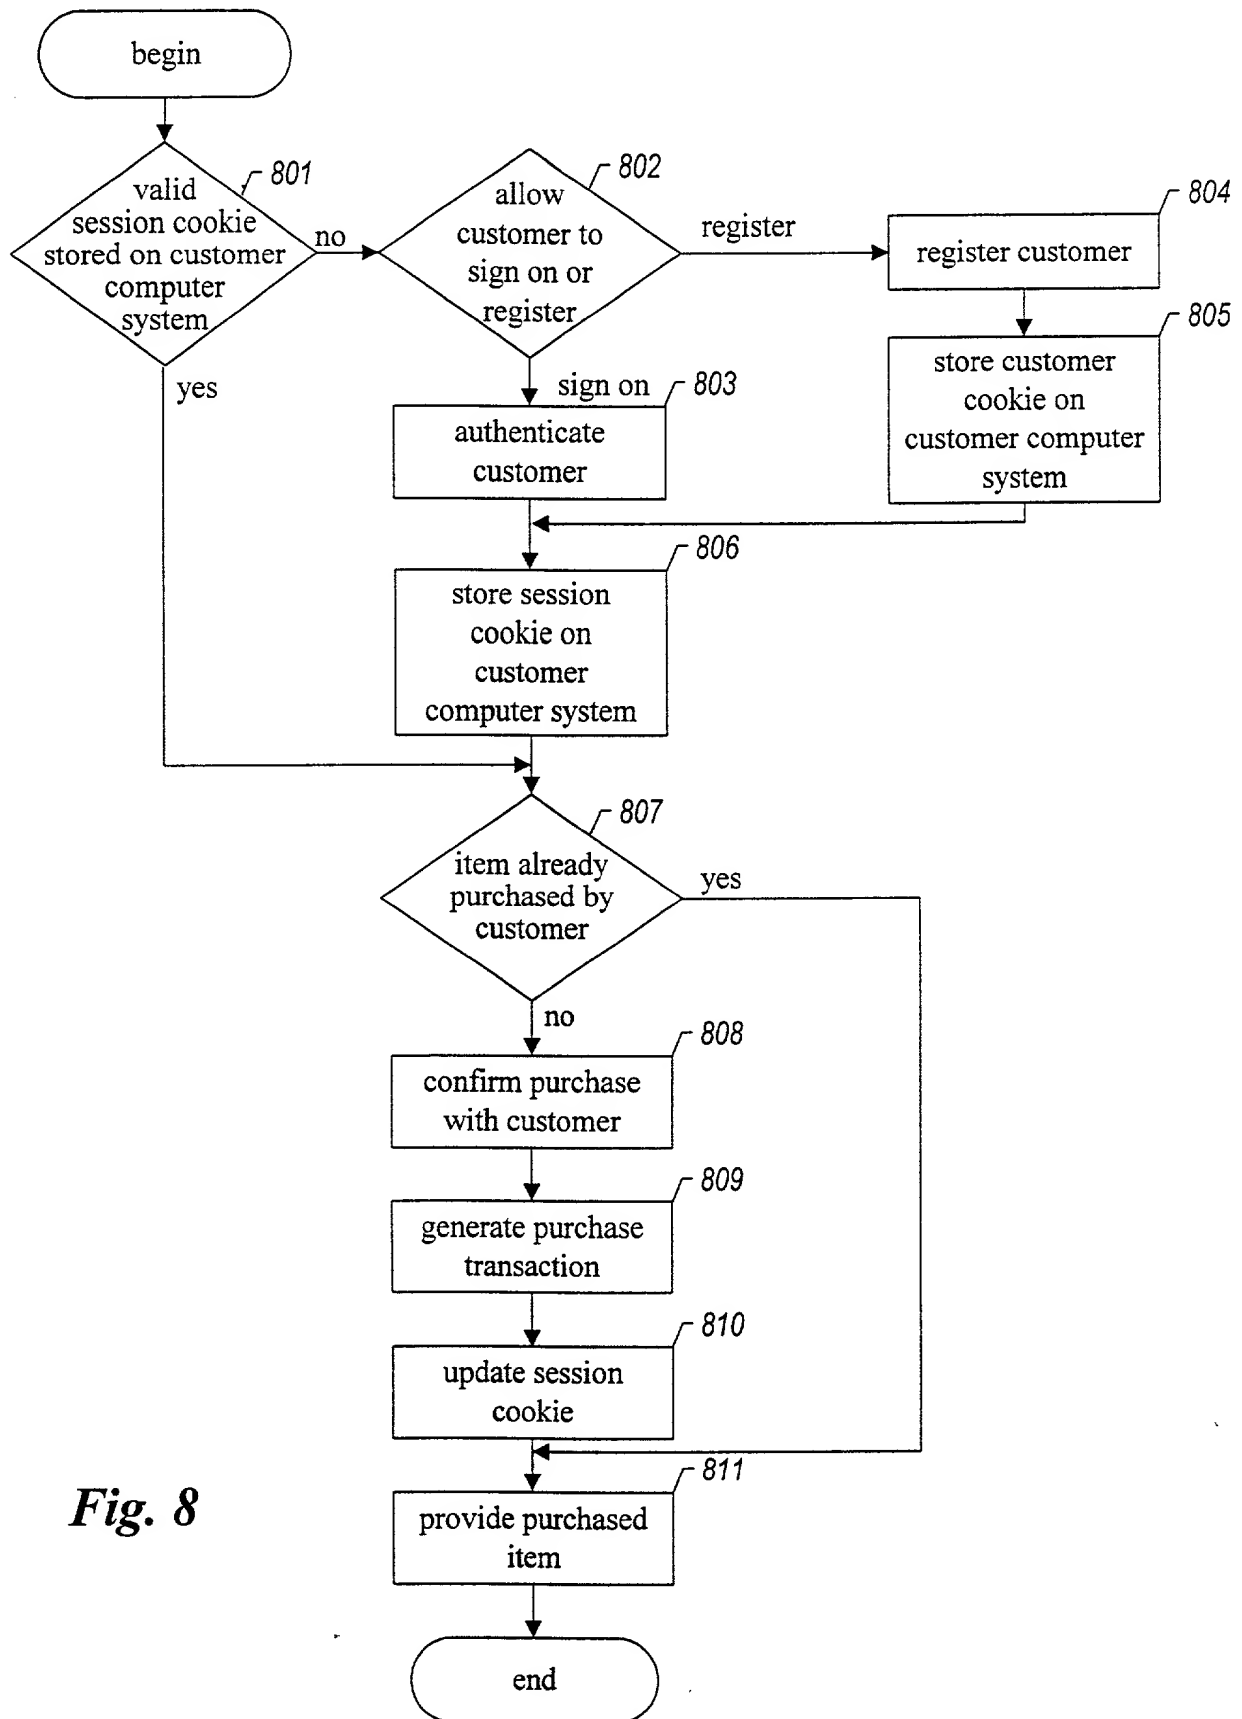 begin
801
valid
session cookie
stored on customer
computer
system
no
yes
802
allow
customer to
sign on or
register
register
sign on
804
register customer
805
store customer
cookie on
customer computer
system
803
authenticate
customer
806
store session
cookie on
customer
computer system
807
item already
purchased by
customer
yes
no
808
confirm purchase
with customer
809
generate purchase
transaction
810
update session
cookie
811
provide purchased
item
end
Fig. 8